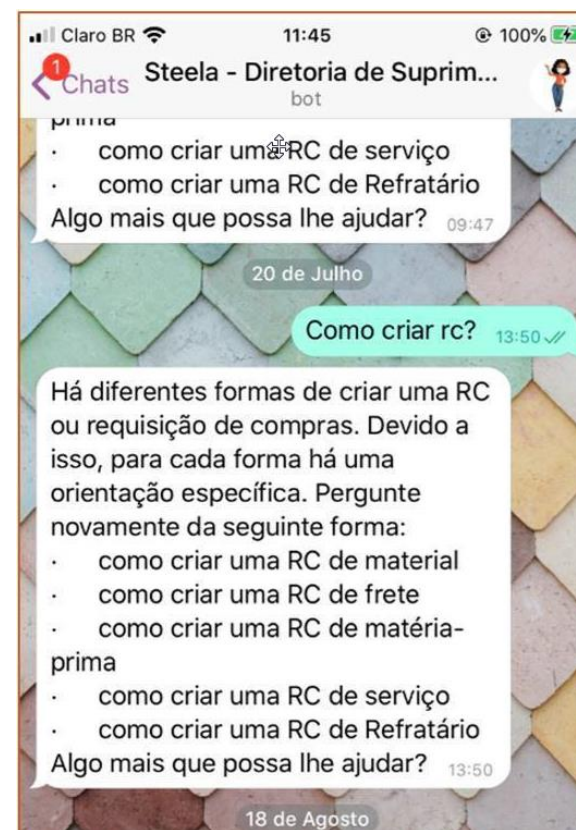 Claro BR
11:45
100%
1
Chats
Steela - Diretoria de Suprim...
bot
prima
· como criar uma RC de serviço
· como criar uma RC de Refratário
Algo mais que possa lhe ajudar? 09:47
20 de Julho
Como criar rc? 13:50
Há diferentes formas de criar uma RC
ou requisição de compras. Devido a
isso, para cada forma há uma
orientação específica. Pergunte
novamente da seguinte forma:
· como criar uma RC de material
· como criar uma RC de frete
· como criar uma RC de matéria-
prima
· como criar uma RC de serviço
· como criar uma RC de Refratário
Algo mais que possa lhe ajudar? 13:50
18 de Agosto